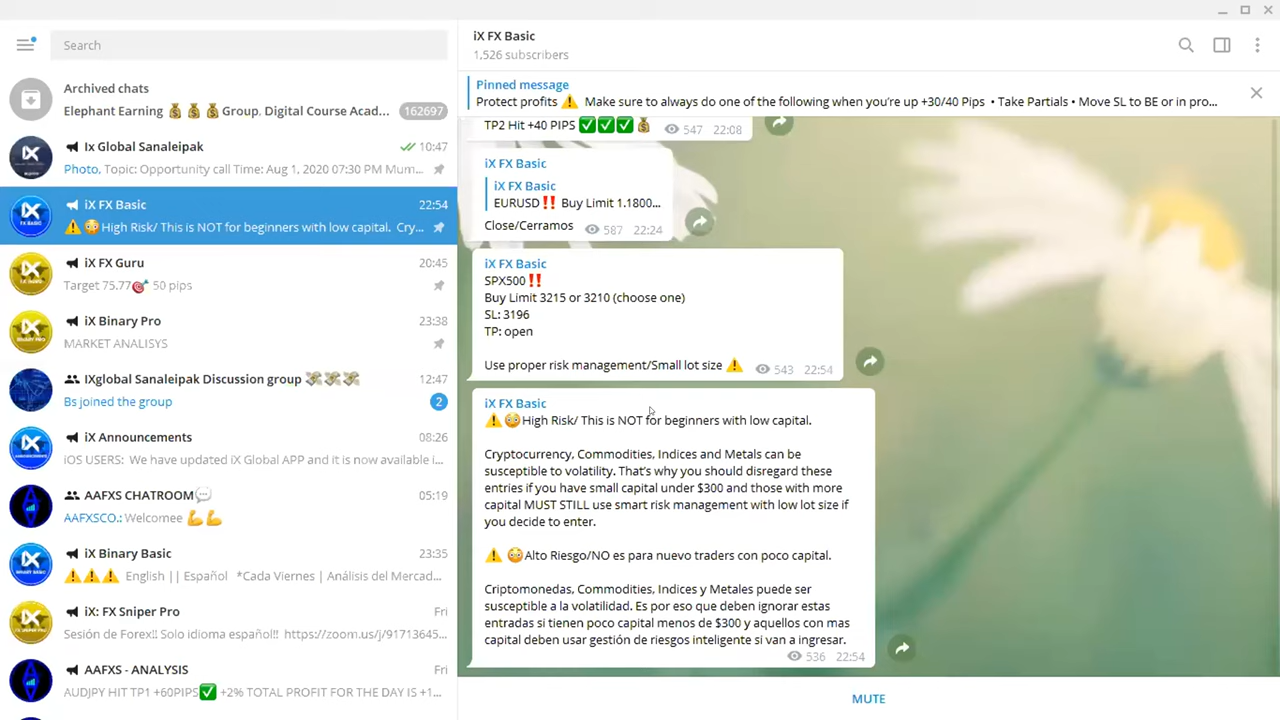 Search
Archived chats
Elephant Earning 💰 💰 💰 Group, Digital Course Acad...
162697
Ix Global Sanaleipak
10:47
Photo, Topic: Opportunity call Time: Aug 1, 2020 07:30 PM Mum...
iX FX Basic
22:54
⚠️😳High Risk/ This is NOT for beginners with low capital. Cry...
iX FX Guru
20:45
Target 75.77🎯 50 pips
iX Binary Pro
23:38
MARKET ANALISYS
IXglobal Sanaleipak Discussion group 💸💸💸
12:47
Bs joined the group
2
iX Announcements
08:26
iOS USERS: We have updated iX Global APP and it is now available i...
AAFXS CHATROOM💬
05:19
AAFXSCO.: Welcomee 💪💪
iX Binary Basic
23:35
⚠️⚠️⚠️ English || Español *Cada Viernes | Análisis del Mercad...
iX: FX Sniper Pro
Fri
Sesión de Forex!! Solo idioma español!! https://zoom.us/j/91713645...
AAFXS - ANALYSIS
Fri
AUDJPY HIT TP1 +60PIPS✅ +2% TOTAL PROFIT FOR THE DAY IS +1...
iX FX Basic
1,526 subscribers
Pinned message
Protect profits ⚠️ Make sure to always do one of the following when you're up +30/40 Pips • Take Partials • Move SL to BE or in pro...
TP2 Hit +40 PIPS ✅✅✅💰 547 22:08
iX FX Basic
iX FX Basic
EURUSD‼️ Buy Limit 1.1800...
Close/Cerramos 587 22:24
iX FX Basic
SPX500‼️
Buy Limit 3215 or 3210 (choose one)
SL: 3196
TP: open
Use proper risk management/Small lot size ⚠️ 543 22:54
iX FX Basic
⚠️😳High Risk/ This is NOT for beginners with low capital.
Cryptocurrency, Commodities, Indices and Metals can be
susceptible to volatility. That's why you should disregard these
entries if you have small capital under $300 and those with more
capital MUST STILL use smart risk management with low lot size if
you decide to enter.
⚠️ 😳Alto Riesgo/NO es para nuevo traders con poco capital.
Criptomonedas, Commodities, Indices y Metales puede ser
susceptible a la volatilidad. Es por eso que deben ignorar estas
entradas si tienen poco capital menos de $300 y aquellos con mas
capital deben usar gestión de riesgos inteligente si van a ingresar.
536 22:54
MUTE